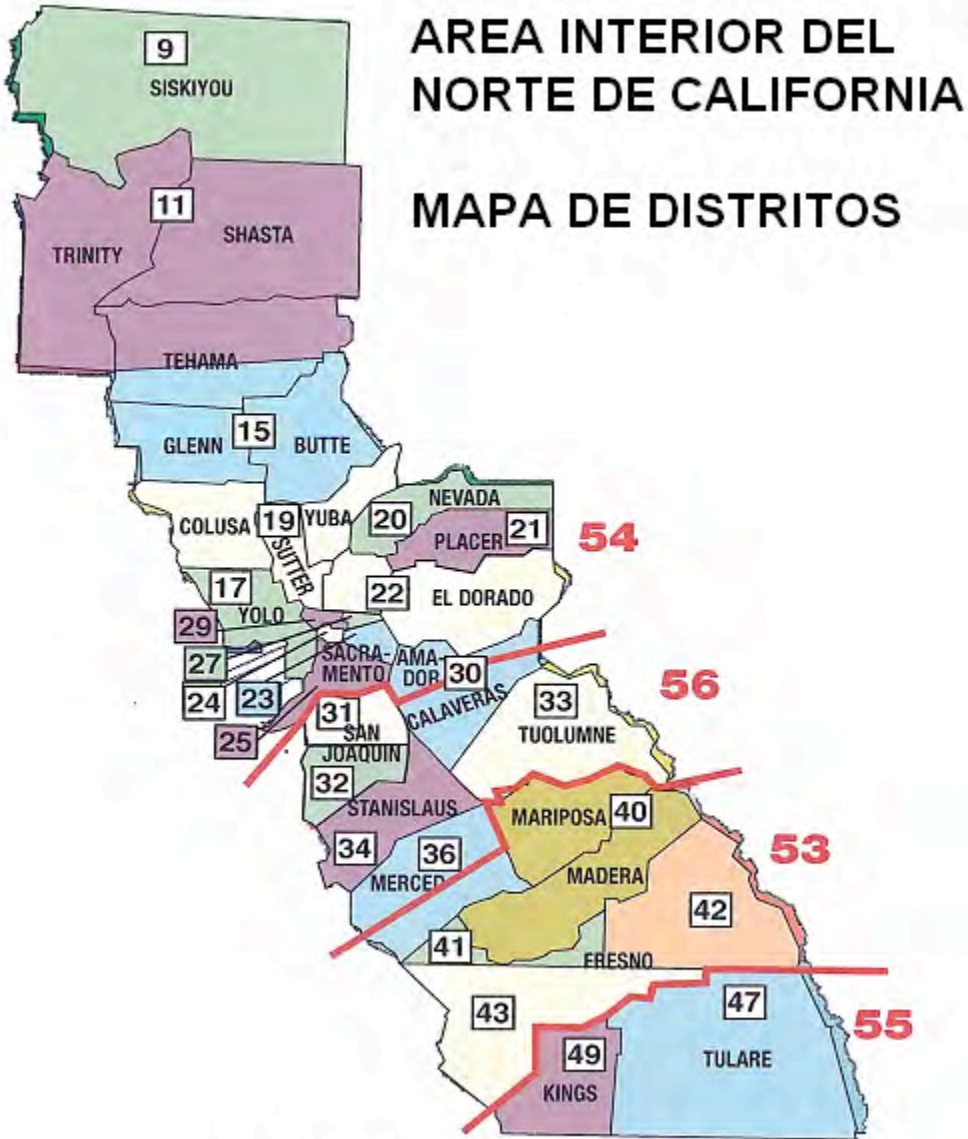 AREA INTERIOR DEL
NORTE DE CALIFORNIA
MAPA DE DISTRITOS
9
SISKIYOU
11
SHASTA
TRINITY
TEHAMA
15
GLENN
BUTTE
NEVADA
COLUSA
19
YUBA
20
21
PLACER
54
SUTTER
17
22
EL DORADO
YOLO
29
27
SACRA-
MENTO
AMA-
DOR
30
24
23
56
CALAVERAS
33
31
25
SAN
JOAQUIN
TUOLUMNE
32
STANISLAUS
MARIPOSA
40
34
36
53
MERCED
MADERA
42
41
FRESNO
43
47
55
49
TULARE
KINGS